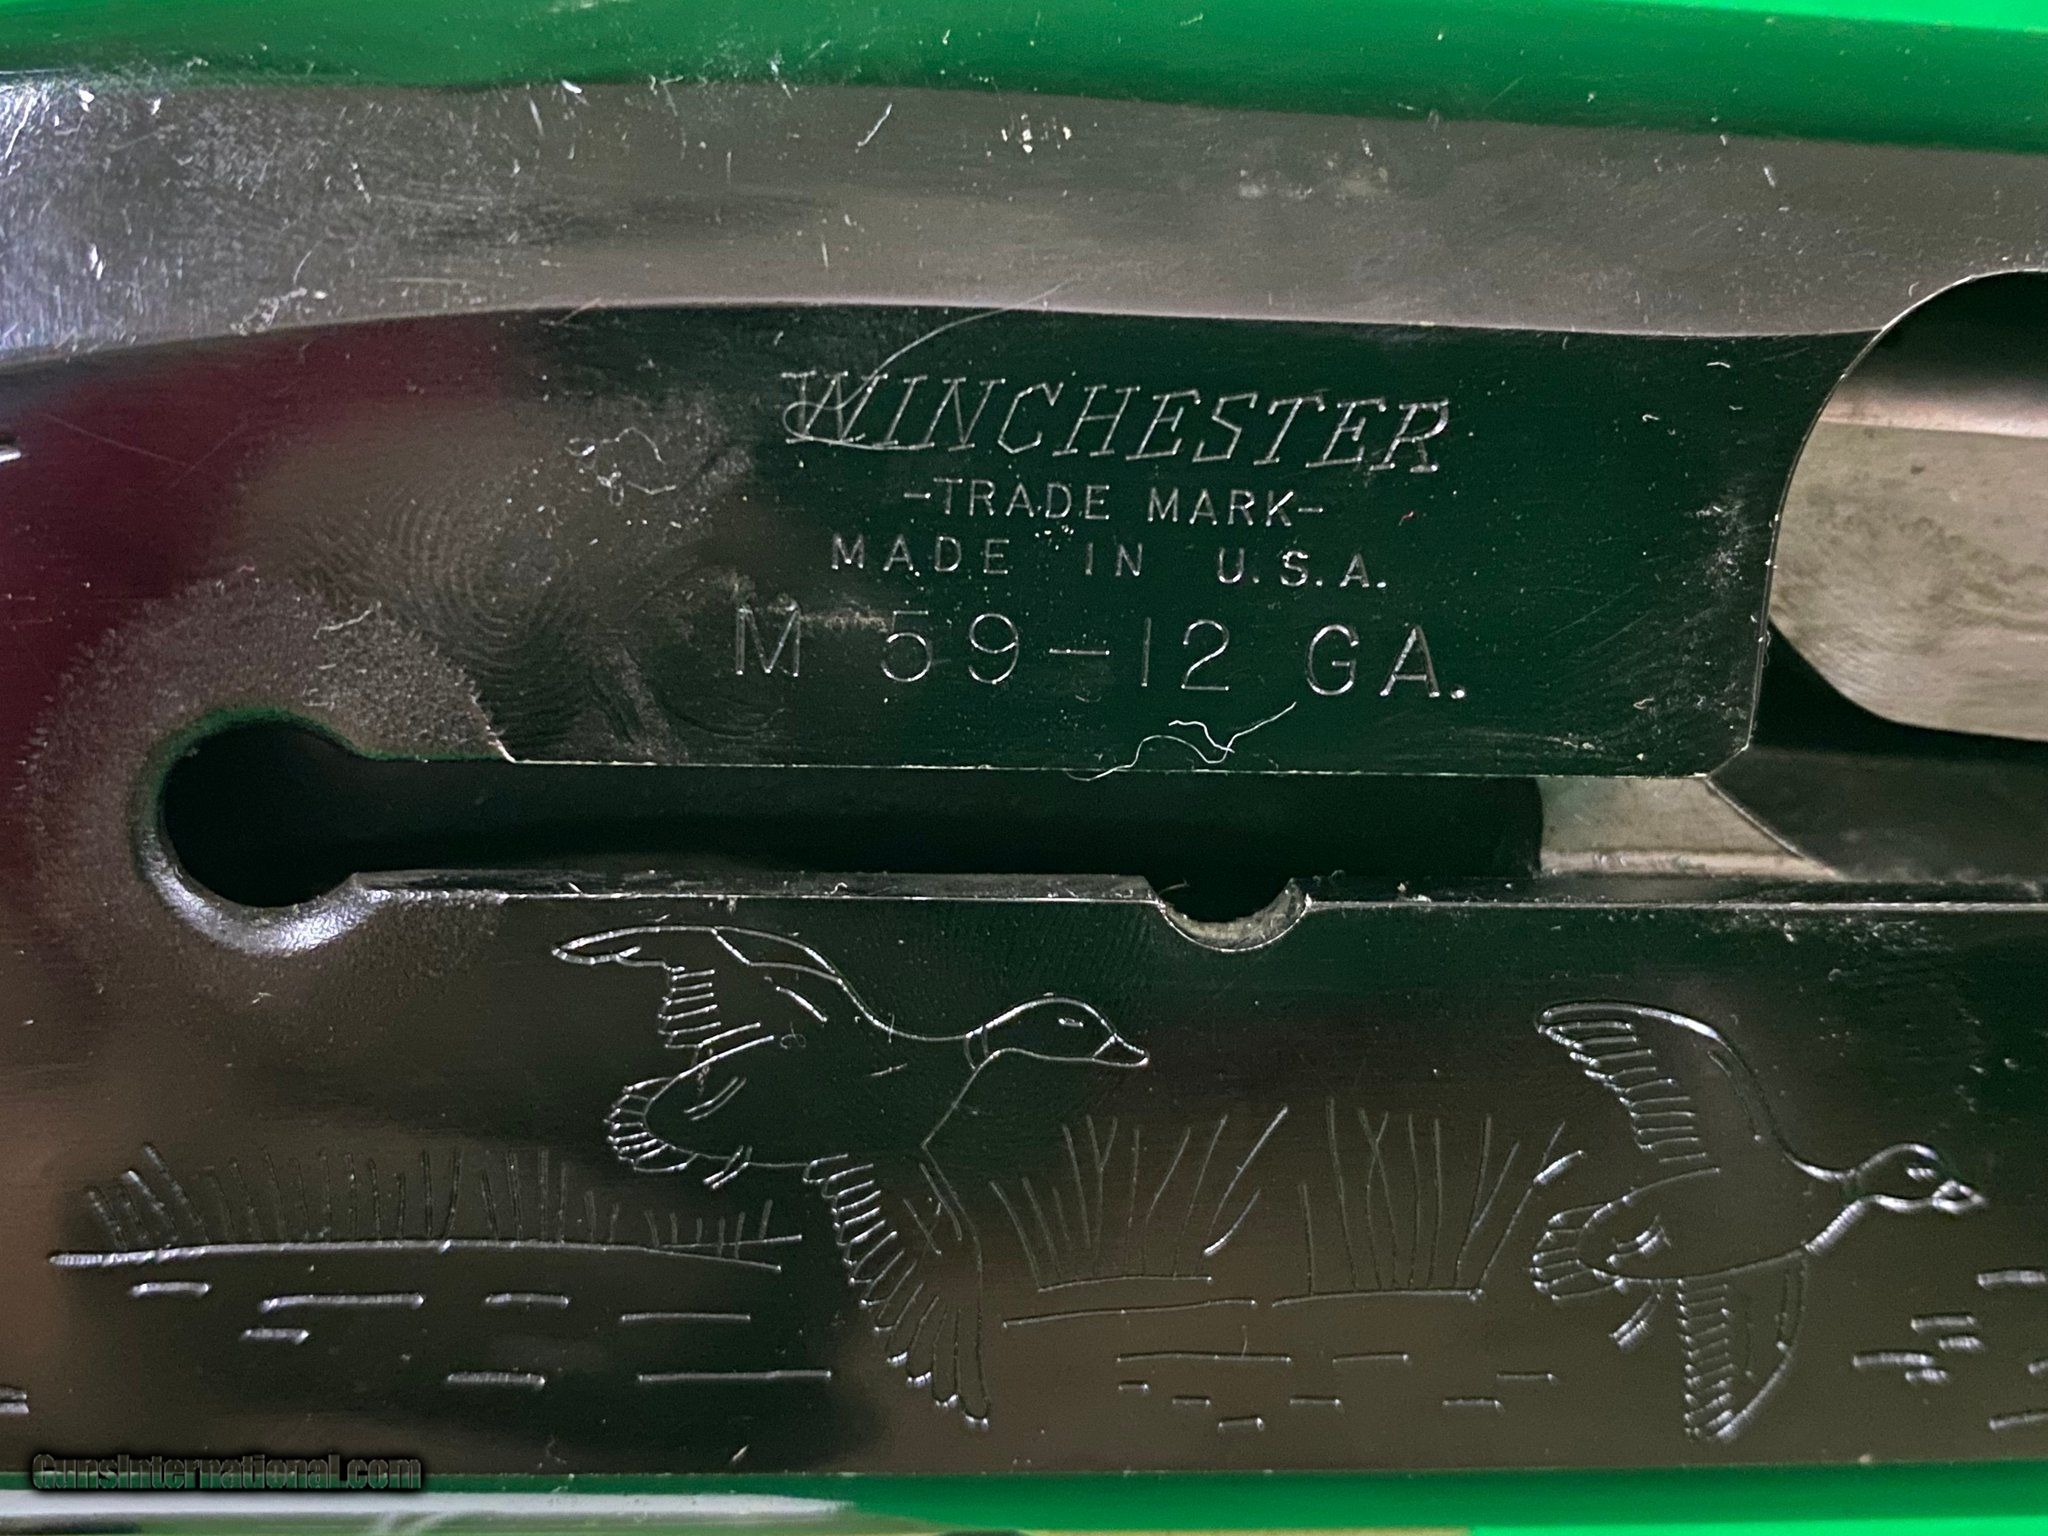 WINCHESTER
-TRADE MARK-
MADE IN U.S.A.
M 59-12 GA.
GunsInternational.com